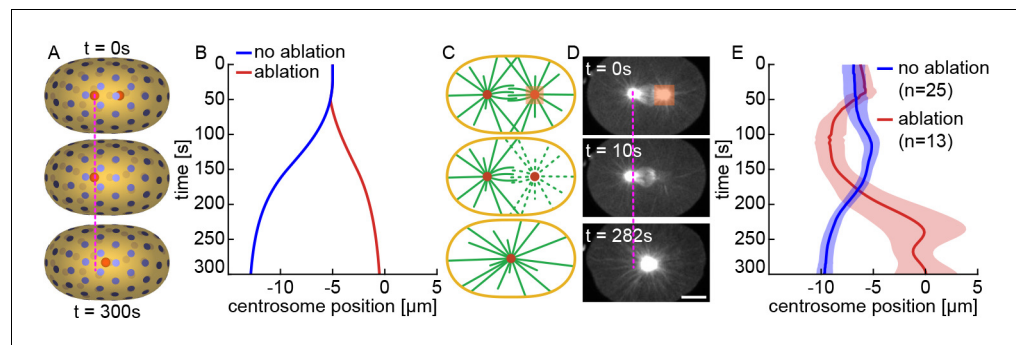 A
t = 0s
t = 300s
B
no ablation
ablation
time [s]
0
50
100
150
200
250
300
-10
-5
0
5
centrosome position [µm]
C
D
t = 0s
t = 10s
t = 282s
E
no ablation
(n=25)
ablation
(n=13)
time [s]
0
50
100
150
200
250
300
-10
-5
0
5
centrosome position [µm]